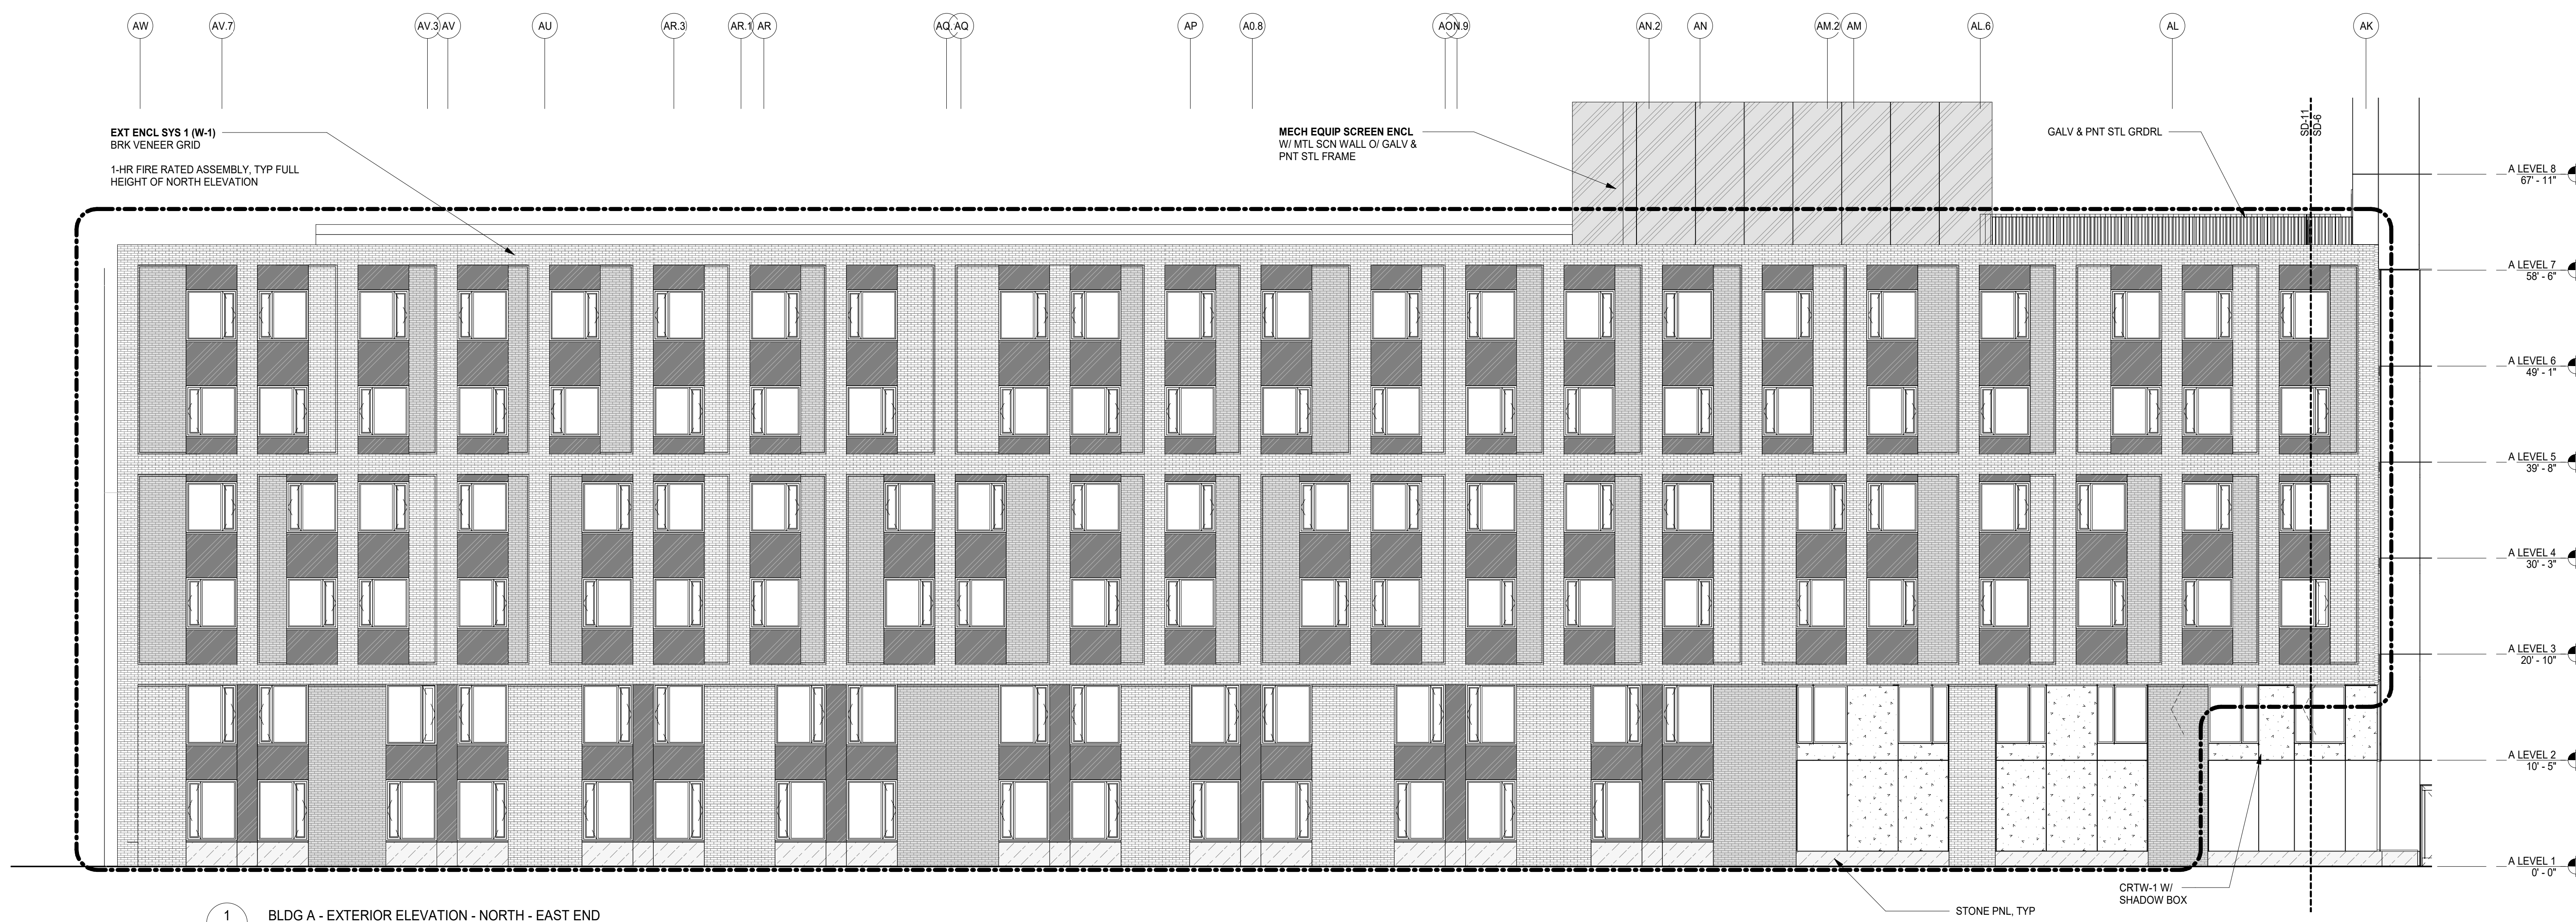 AW
AV.7
AV.3
AV
AU
AR.3
AR.1
AR
AQ
AQ
AP
A0.8
AO
N.9
AN.2
AN
AM.2
AM
AL.6
AL
AK
EXT ENCL SYS 1 (W-1)
BRK VENEER GRID
1-HR FIRE RATED ASSEMBLY, TYP FULL
HEIGHT OF NORTH ELEVATION
MECH EQUIP SCREEN ENCL
W/ MTL SCN WALL O/ GALV &
PNT STL FRAME
GALV & PNT STL GRDRL
SD-11
SD-6
A LEVEL 8
67' - 11"
A LEVEL 7
58' - 6"
A LEVEL 6
49' - 1"
A LEVEL 5
39' - 8"
A LEVEL 4
30' - 3"
A LEVEL 3
20' - 10"
A LEVEL 2
10' - 5"
A LEVEL 1
0' - 0"
CRTW-1 W/
SHADOW BOX
STONE PNL, TYP
1 BLDG A - EXTERIOR ELEVATION - NORTH - EAST END